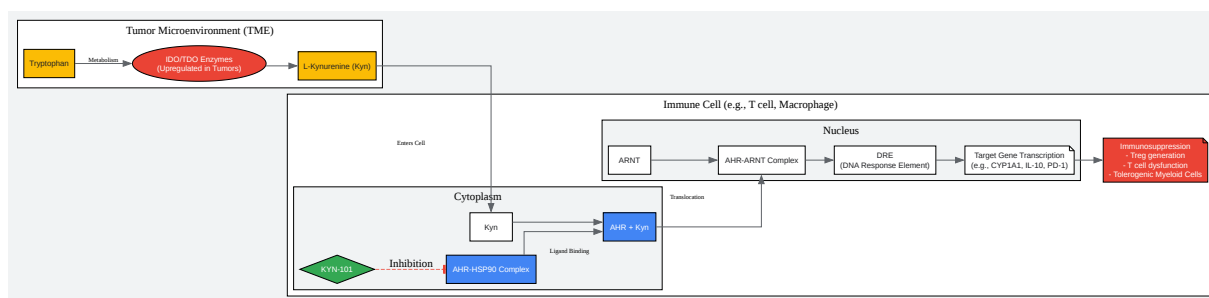 Tumor Microenvironment (TME)
Tryptophan
Metabolism
IDO/TDO Enzymes
(Upregulated in Tumors)
L-Kynurenine (Kyn)
Immune Cell (e.g., T cell, Macrophage)
Enters Cell
Nucleus
ARNT
AHR-ARNT Complex
DRE
(DNA Response Element)
Target Gene Transcription
(e.g., CYP1A1, IL-10, PD-1)
Immunosuppression
- Treg generation
- T cell dysfunction
- Tolerogenic Myeloid Cells
Cytoplasm
Translocation
Kyn
AHR + Kyn
Ligand Binding
KYN-101
Inhibition
AHR-HSP90 Complex